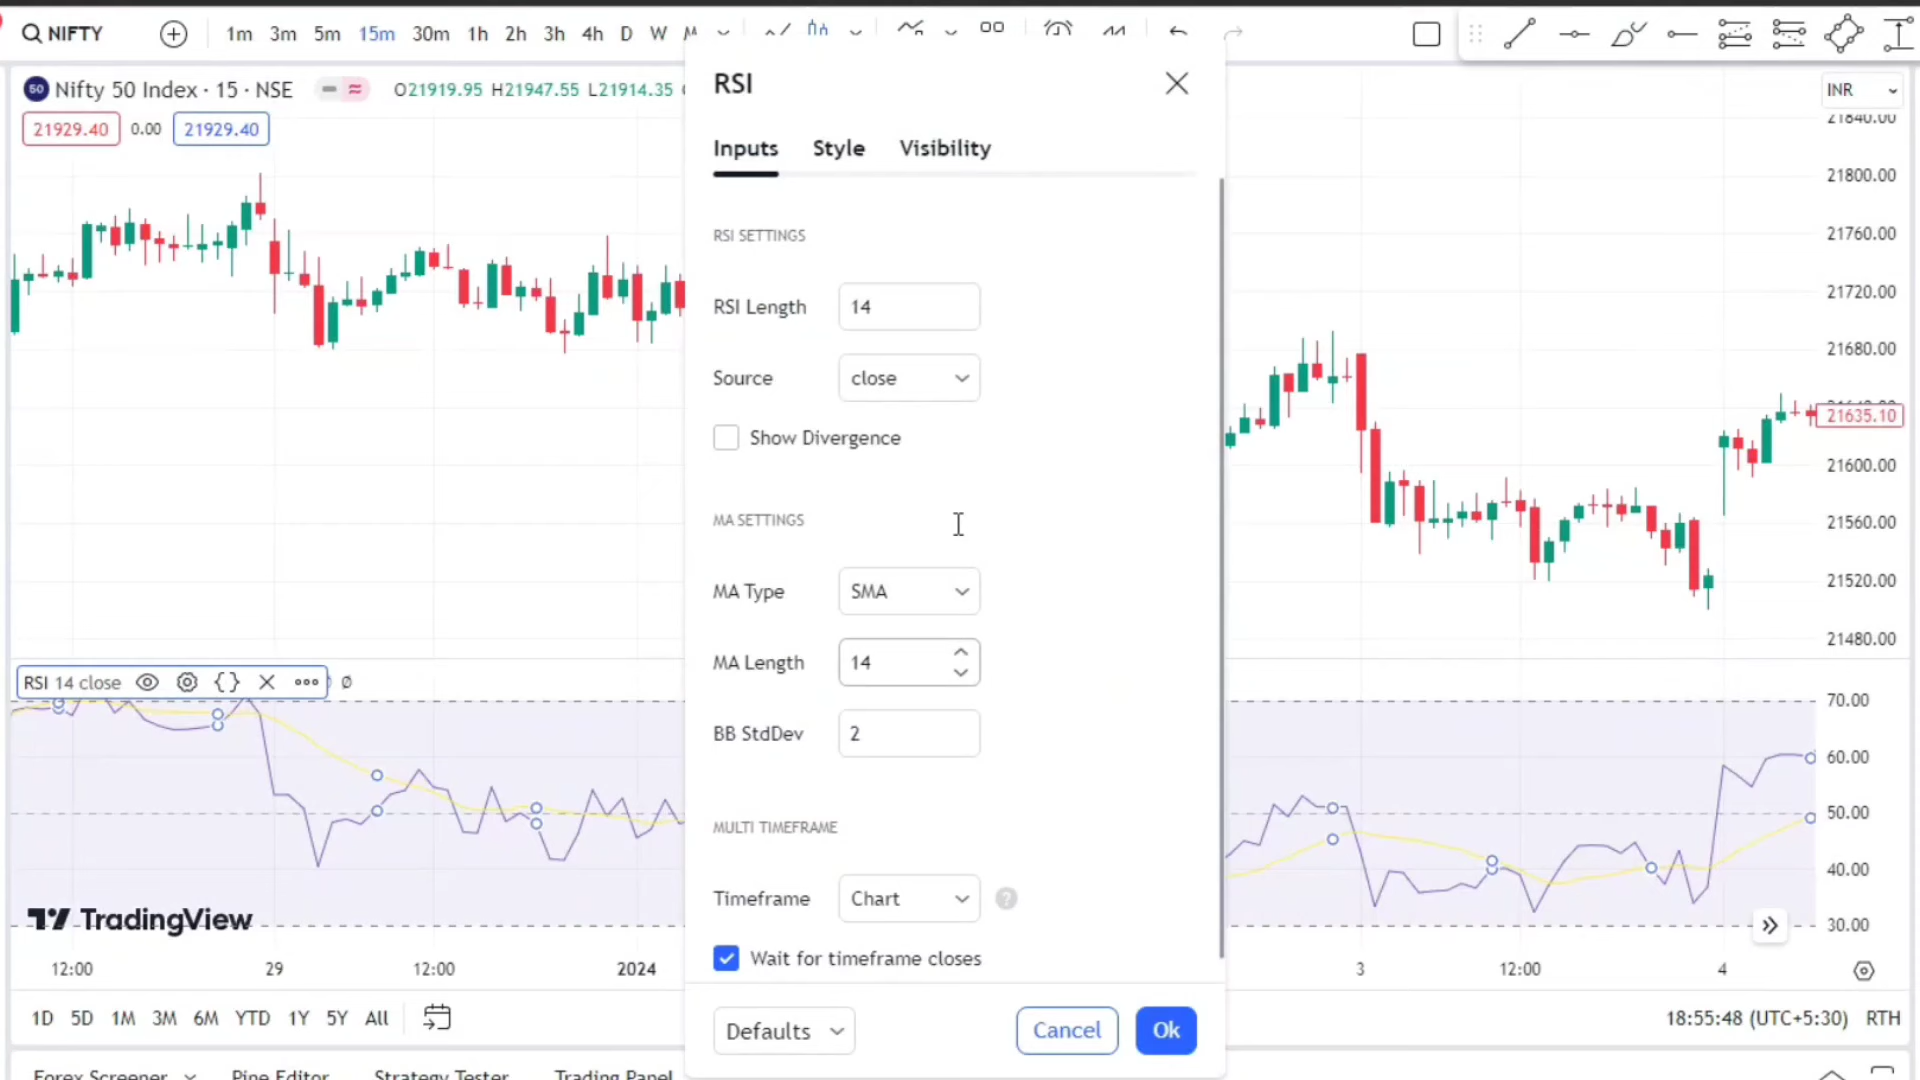 NIFTY
1m 3m 5m 15m 30m 1h 2h 3h 4h D W M
Nifty 50 Index · 15 · NSE
O21919.95 H21947.55 L21914.35
21929.40 0.00 21929.40
INR
21840.00
21800.00
21760.00
21720.00
21680.00
21635.10
21600.00
21560.00
21520.00
21480.00
RSI
Inputs Style Visibility
RSI SETTINGS
RSI Length 14
Source close
Show Divergence
MA SETTINGS
MA Type SMA
MA Length 14
BB StdDev 2
MULTI TIMEFRAME
Timeframe Chart ?
Wait for timeframe closes
Defaults Cancel Ok
RSI 14 close Ø
70.00
60.00
50.00
40.00
30.00
TradingView
12:00 29 12:00 2024 3 12:00 4
1D 5D 1M 3M 6M YTD 1Y 5Y All
18:55:48 (UTC+5:30) RTH
Forex Screener Pine Editor Strategy Tester Trading Panel